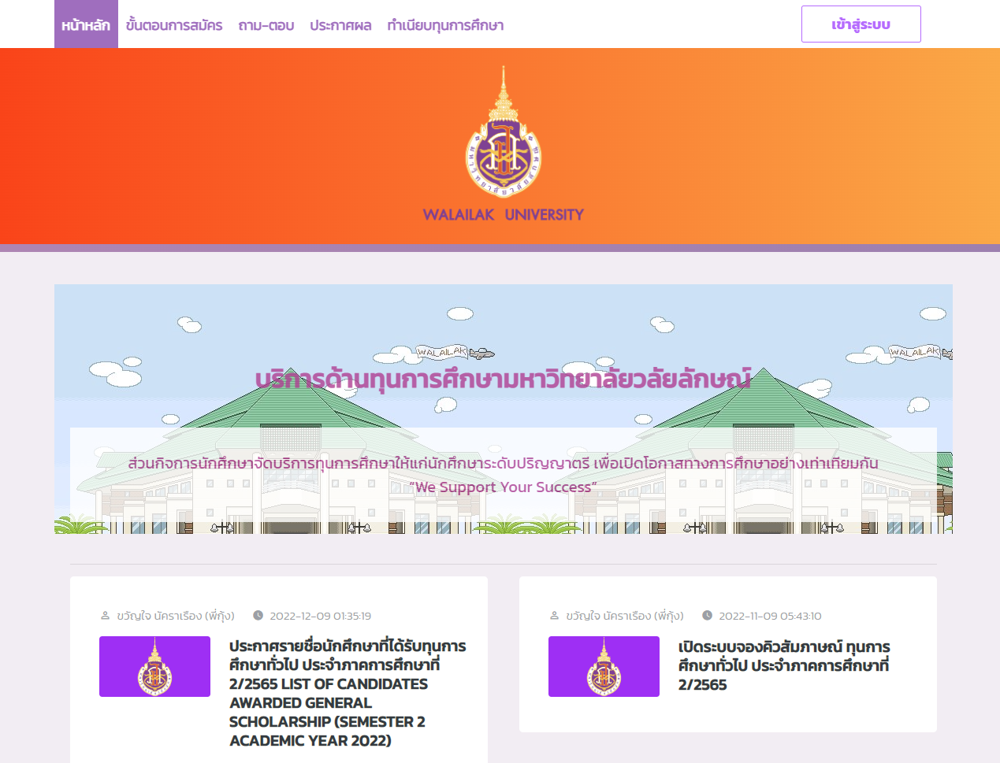 หน้าหลัก ขั้นตอนการสมัคร ถาม-ตอบ ประกาศผล ทำเนียบทุนการศึกษา เข้าสู่ระบบ
มหาวิทยาลัยวลัยลักษณ์
WALAILAK UNIVERSITY
WALAILAK WALAILAK
บริการด้านทุนการศึกษามหาวิทยาลัยวลัยลักษณ์
ส่วนกิจการนักศึกษาจัดบริการทุนการศึกษาให้แก่นักศึกษาระดับปริญญาตรี เพื่อเปิดโอกาสทางการศึกษาอย่างเท่าเทียมกัน
“We Support Your Success”
ขวัญใจ นัคราเรือง (พี่กุ้ง) 2022-12-09 01:35:19
ประกาศรายชื่อนักศึกษาที่ได้รับทุนการ
ศึกษาทั่วไป ประจำภาคการศึกษาที่
2/2565 LIST OF CANDIDATES
AWARDED GENERAL
SCHOLARSHIP (SEMESTER 2
ACADEMIC YEAR 2022)
ขวัญใจ นัคราเรือง (พี่กุ้ง) 2022-11-09 05:43:10
เปิดระบบจองคิวสัมภาษณ์ ทุนการ
ศึกษาทั่วไป ประจำภาคการศึกษาที่
2/2565